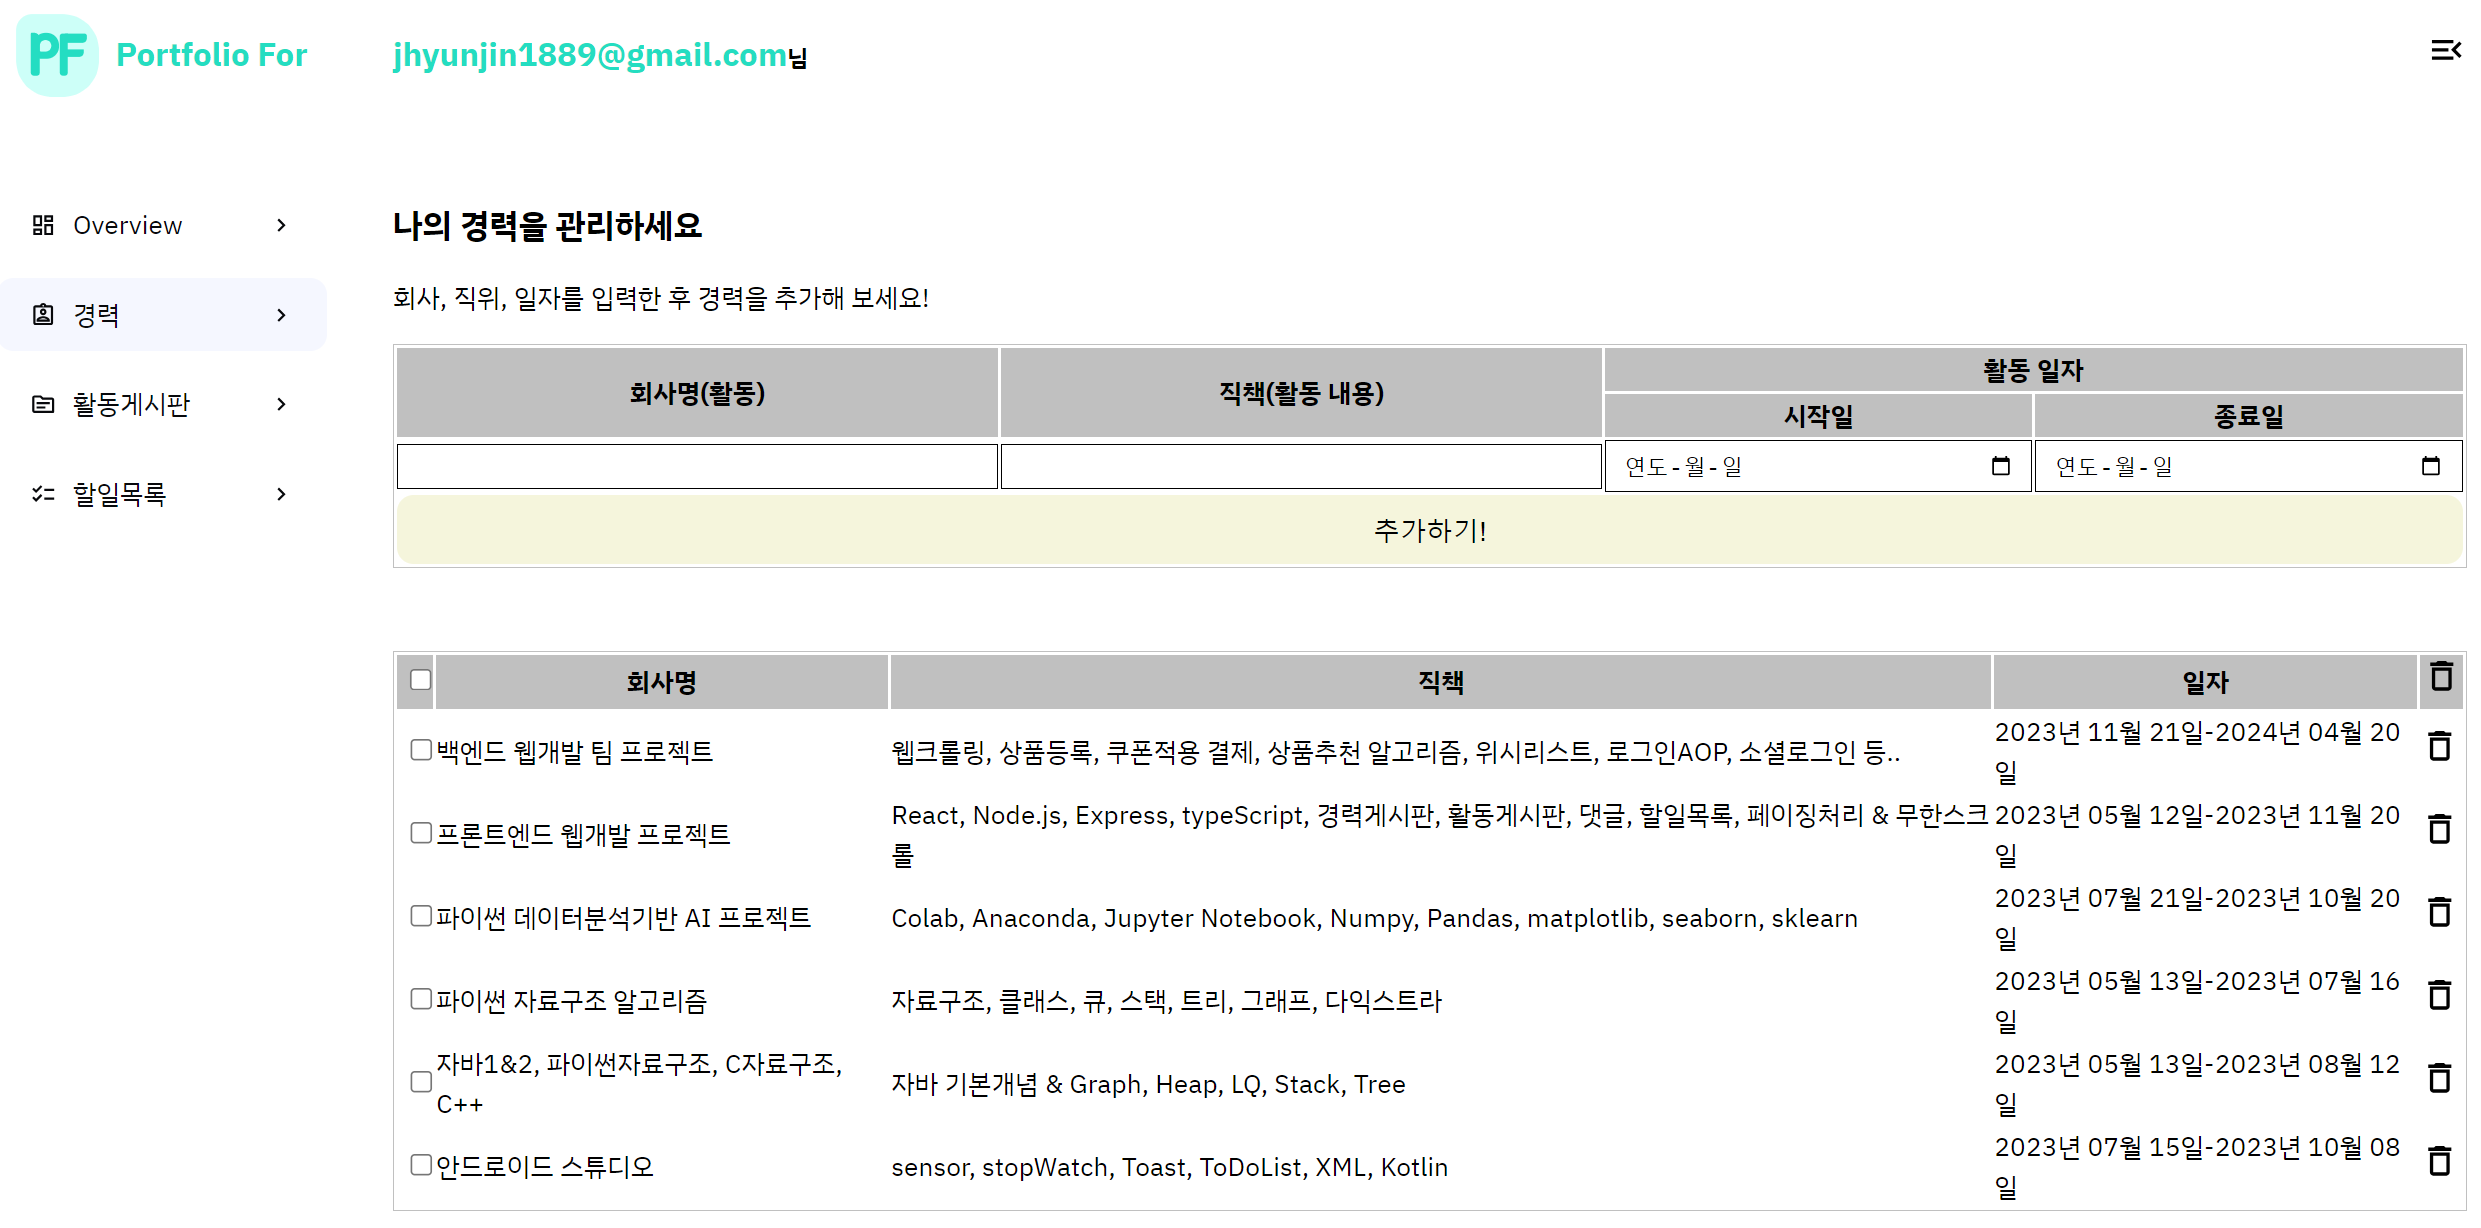 PF Portfolio For
jhyunjin1889@gmail.com님
Overview
경력
활동게시판
할일목록
나의 경력을 관리하세요
회사, 직위, 일자를 입력한 후 경력을 추가해 보세요!
회사명(활동) 직책(활동 내용) 활동 일자
시작일 종료일
연도-월-일 연도-월-일
추가하기!
회사명 직책 일자
백엔드 웹개발 팀 프로젝트 웹크롤링, 상품등록, 쿠폰적용 결제, 상품추천 알고리즘, 위시리스트, 로그인AOP, 소셜로그인 등.. 2023년 11월 21일-2024년 04월 20
일
프론트엔드 웹개발 프로젝트 React, Node.js, Express, typeScript, 경력게시판, 활동게시판, 댓글, 할일목록, 페이징처리 & 무한스크 2023년 05월 12일-2023년 11월 20
롤 일
파이썬 데이터분석기반 AI 프로젝트 Colab, Anaconda, Jupyter Notebook, Numpy, Pandas, matplotlib, seaborn, sklearn 2023년 07월 21일-2023년 10월 20
일
파이썬 자료구조 알고리즘 자료구조, 클래스, 큐, 스택, 트리, 그래프, 다익스트라 2023년 05월 13일-2023년 07월 16
일
자바1&2, 파이썬자료구조, C자료구조, 자바 기본개념 & Graph, Heap, LQ, Stack, Tree 2023년 05월 13일-2023년 08월 12
C++ 일
안드로이드 스튜디오 sensor, stopWatch, Toast, ToDoList, XML, Kotlin 2023년 07월 15일-2023년 10월 08
일